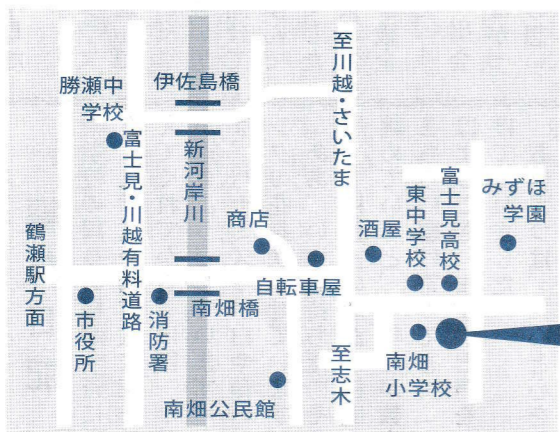 勝瀬中
学校
伊佐島橋
至川越・さいたま
富士見・川越有料道路
新河岸川
商店
酒屋
東中学校
富士見高校
みずほ
学園
鶴瀬駅方面
自転車屋
市役所
消防署
南畑橋
至志木
南畑
小学校
南畑公民館